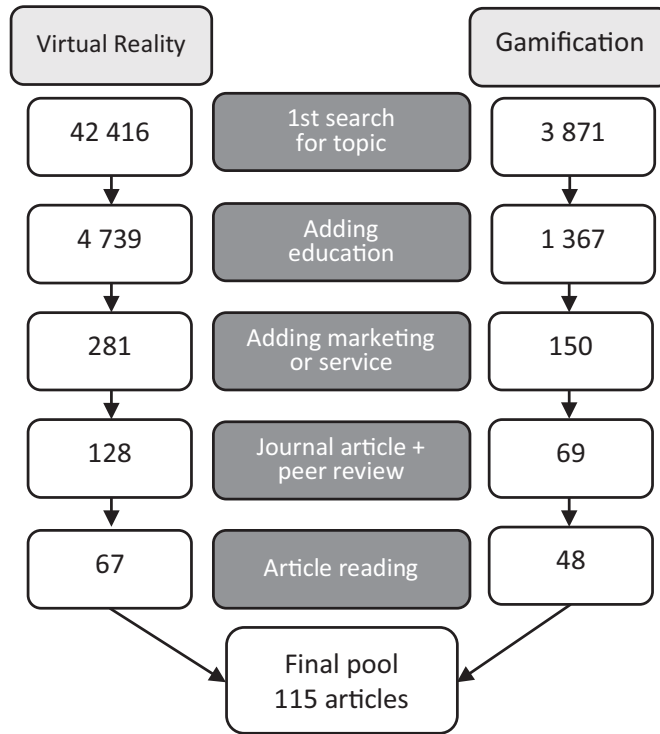 Virtual Reality
Gamification
42 416
1st search
for topic
3 871
4 739
Adding
education
1 367
281
Adding marketing
or service
150
128
Journal article +
peer review
69
67
Article reading
48
Final pool
115 articles